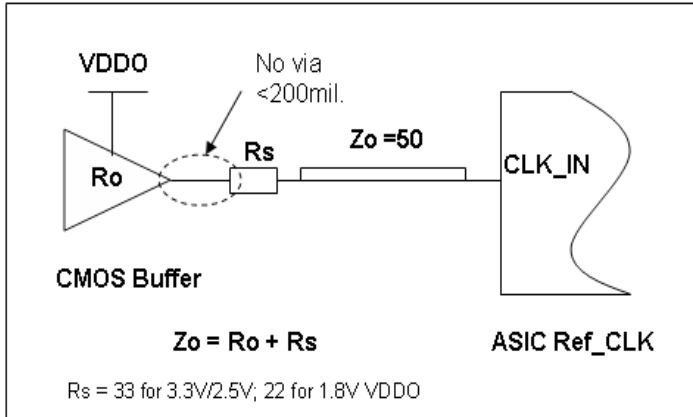 VDDO
No via
<200mil.
Ro
Rs
Zo =50
CLK_IN
CMOS Buffer
Zo = Ro + Rs
ASIC Ref_CLK
Rs = 33 for 3.3V/2.5V; 22 for 1.8V VDDO